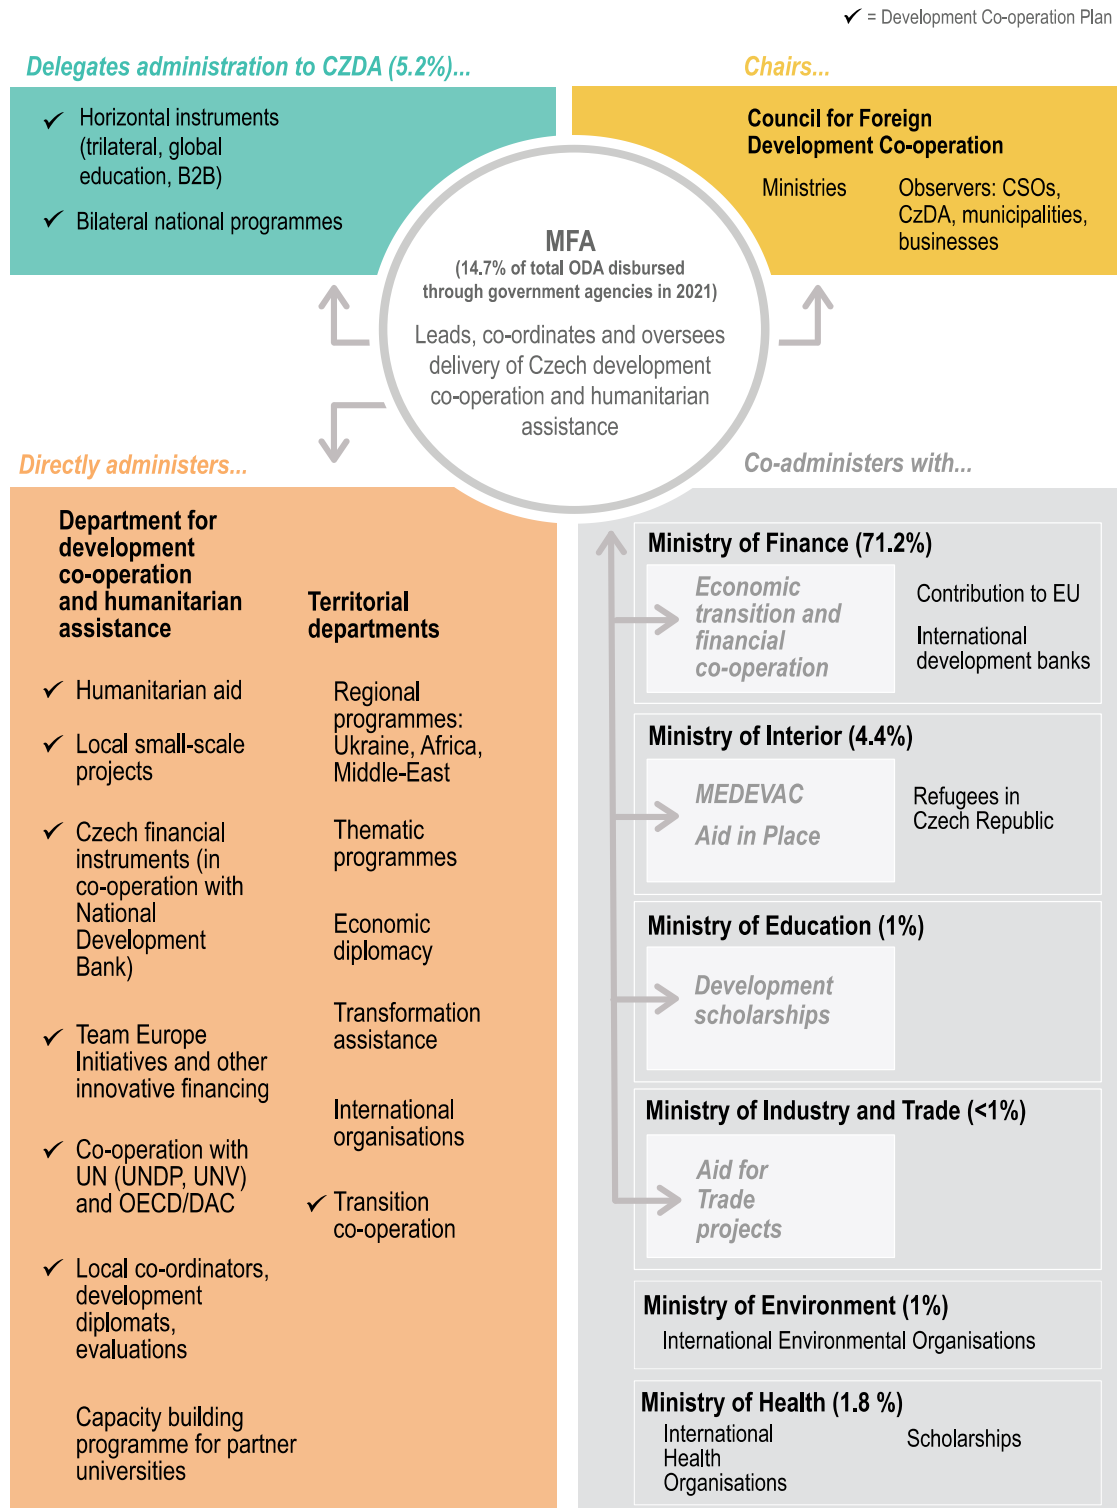 ✓ = Development Co-operation Plan
Delegates administration to CZDA (5.2%)...
✓ Horizontal instruments
(trilateral, global
education, B2B)
✓ Bilateral national programmes
Chairs...
Council for Foreign
Development Co-operation
Ministries
Observers: CSOs,
CzDA, municipalities,
businesses
MFA
(14.7% of total ODA disbursed
through government agencies in 2021)
Leads, co-ordinates and oversees
delivery of Czech development
co-operation and humanitarian
assistance
Directly administers...
Department for
development
co-operation
and humanitarian
assistance
✓ Humanitarian aid
✓ Local small-scale
projects
✓ Czech financial
instruments (in
co-operation with
National
Development
Bank)
✓ Team Europe
Initiatives and other
innovative financing
✓ Co-operation with
UN (UNDP, UNV)
and OECD/DAC
✓ Local co-ordinators,
development
diplomats,
evaluations
Capacity building
programme for partner
universities
Territorial
departments
Regional
programmes:
Ukraine, Africa,
Middle-East
Thematic
programmes
Economic
diplomacy
Transformation
assistance
International
organisations
✓ Transition
co-operation
Co-administers with...
Ministry of Finance (71.2%)
Economic
transition and
financial
co-operation
Contribution to EU
International
development banks
Ministry of Interior (4.4%)
MEDEVAC
Aid in Place
Refugees in
Czech Republic
Ministry of Education (1%)
Development
scholarships
Ministry of Industry and Trade (<1%)
Aid for
Trade
projects
Ministry of Environment (1%)
International Environmental Organisations
Ministry of Health (1.8 %)
International
Health
Organisations
Scholarships